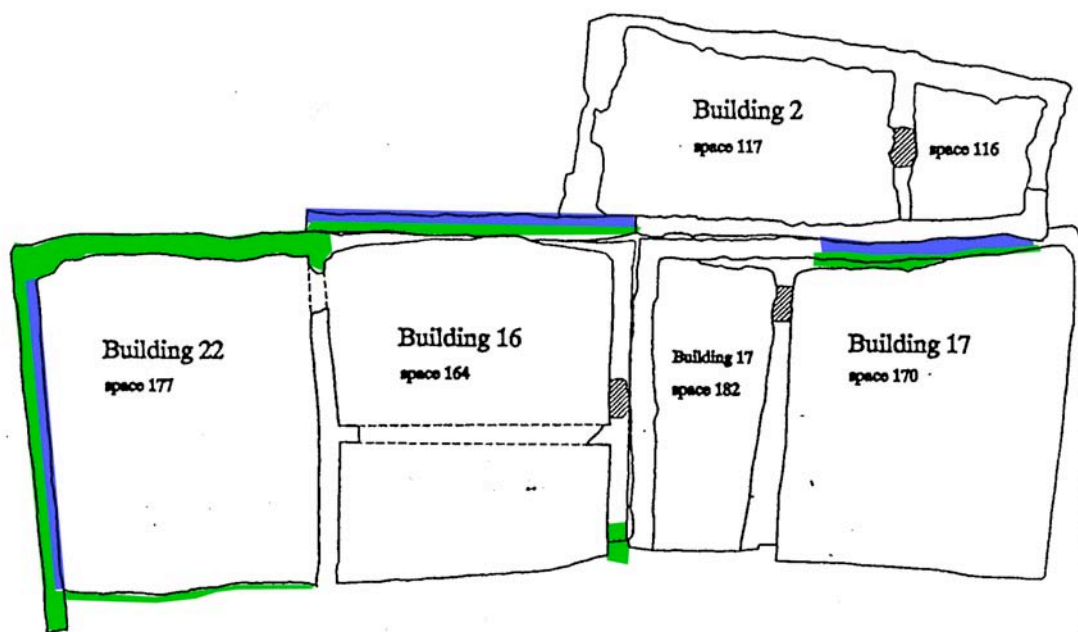 Building 2
space 117
space 116
Building 22
space 177
Building 16
space 164
Building 17
space 182
Building 17
space 170